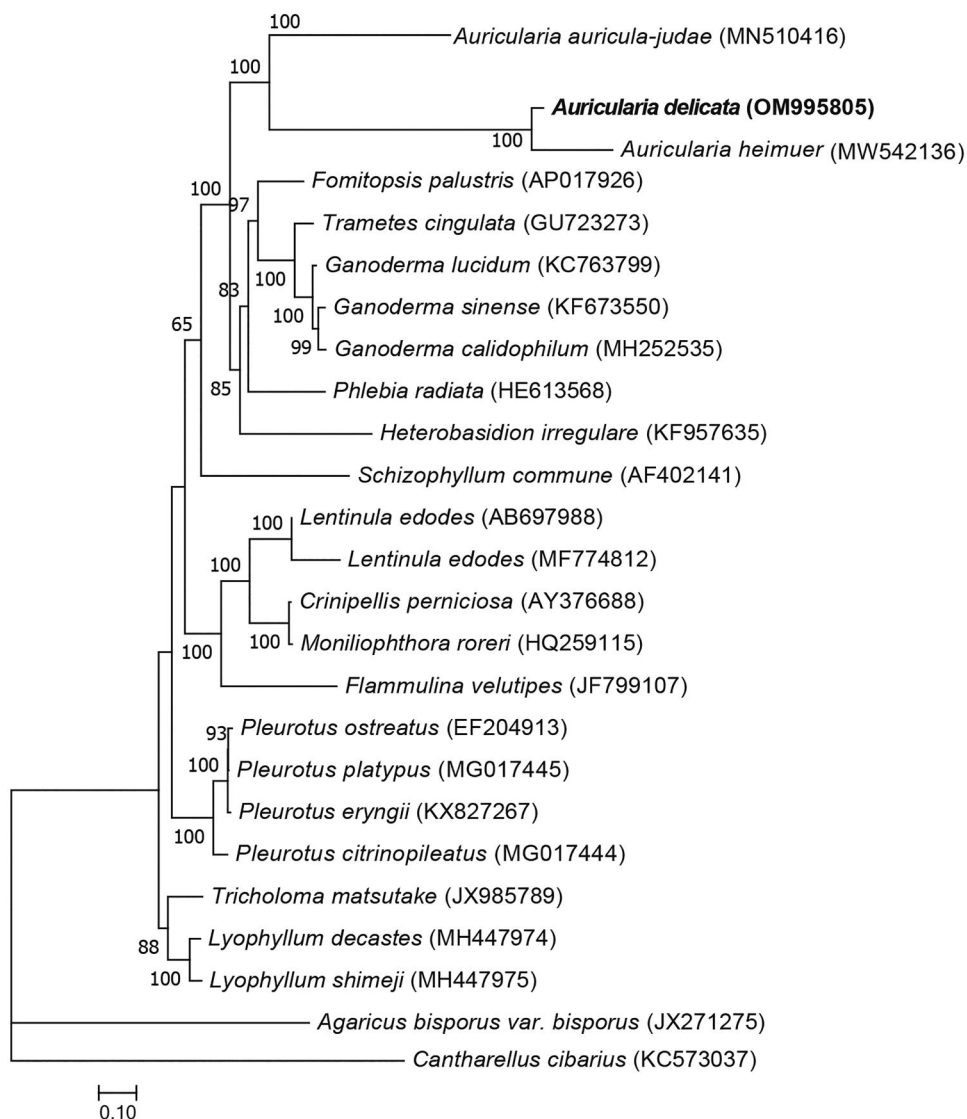 100
Auricularia auricula-judae (MN510416)
100
Auricularia delicata (OM995805)
100
Auricularia heimuer (MW542136)
Fomitopsis palustris (AP017926)
100
97
Trametes cingulata (GU723273)
100
Ganoderma lucidum (KC763799)
83
Ganoderma sinense (KF673550)
100
99
Ganoderma calidophilum (MH252535)
65
85
Phlebia radiata (HE613568)
Heterobasidion irregulare (KF957635)
Schizophyllum commune (AF402141)
100
Lentinula edodes (AB697988)
Lentinula edodes (MF774812)
100
Crinipellis perniciosa (AY376688)
100
Moniliophthora roreri (HQ259115)
100
Flammulina velutipes (JF799107)
93
Pleurotus ostreatus (EF204913)
100
Pleurotus platypus (MG017445)
Pleurotus eryngii (KX827267)
100
Pleurotus citrinopileatus (MG017444)
Tricholoma matsutake (JX985789)
88
Lyophyllum decastes (MH447974)
100
Lyophyllum shimeji (MH447975)
Agaricus bisporus var. bisporus (JX271275)
Cantharellus cibarius (KC573037)
0.10